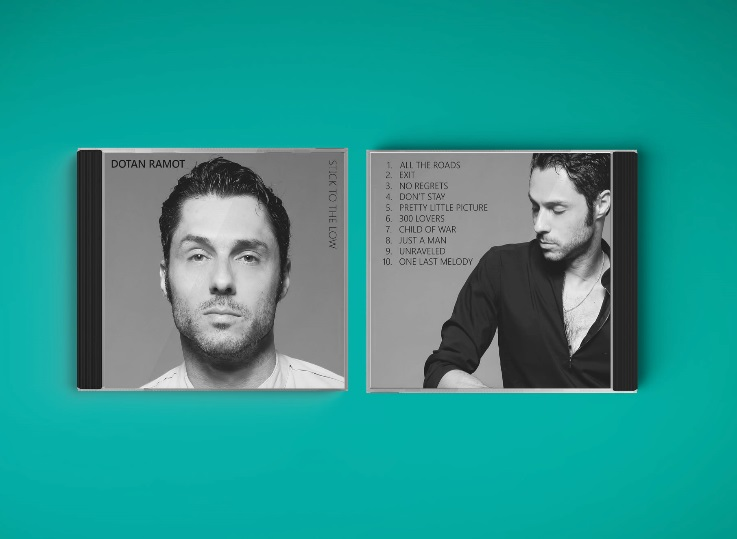 DOTAN RAMOT
STICK TO THE LOW
1. ALL THE ROADS
2. EXIT
3. NO REGRETS
4. DON'T STAY
5. PRETTY LITTLE PICTURE
6. 300 LOVERS
7. CHILD OF WAR
8. JUST A MAN
9. UNRAVELED
10. ONE LAST MELODY